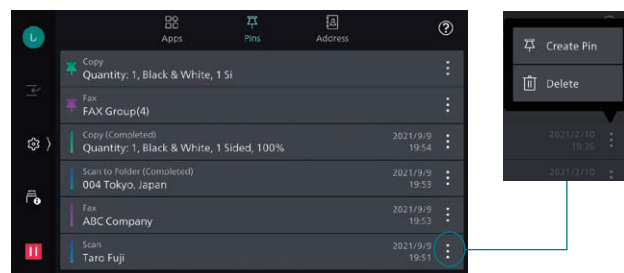 L
Apps
Pins
Address
?
Copy
Quantity: 1, Black & White, 1 Si
Fax
FAX Group(4)
Copy (Completed)
Quantity: 1, Black & White, 1 Sided, 100%
2021/9/9
19:54
Scan to Folder (Completed)
004 Tokyo, Japan
2021/9/9
19:53
Fax
ABC Company
2021/9/9
19:53
Scan
Taro Fuji
2021/9/9
19:51
Create Pin
Delete
2021/2/10
19:26
2021/2/10